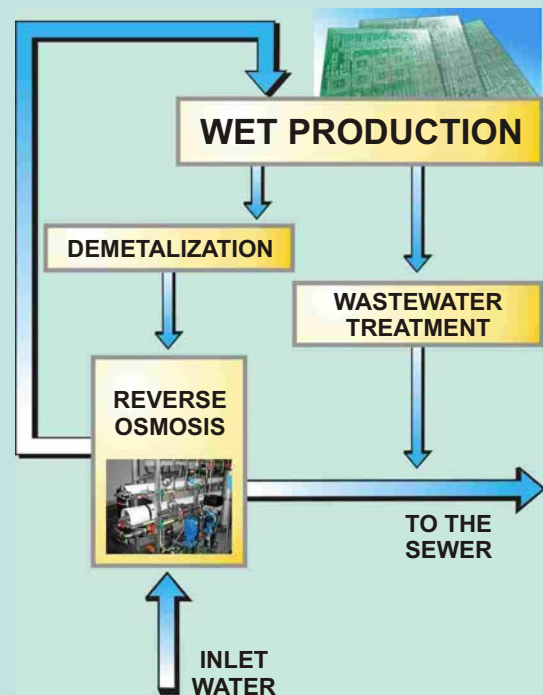 WET PRODUCTION
DEMETALIZATION
WASTEWATER
TREATMENT
REVERSE
OSMOSIS
TO THE
SEWER
INLET
WATER